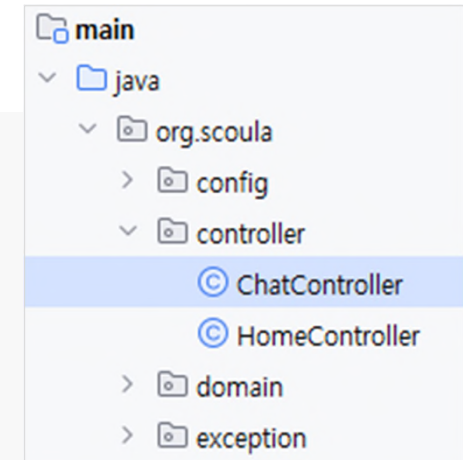 main
java
org.scoula
config
controller
ChatController
HomeController
domain
exception